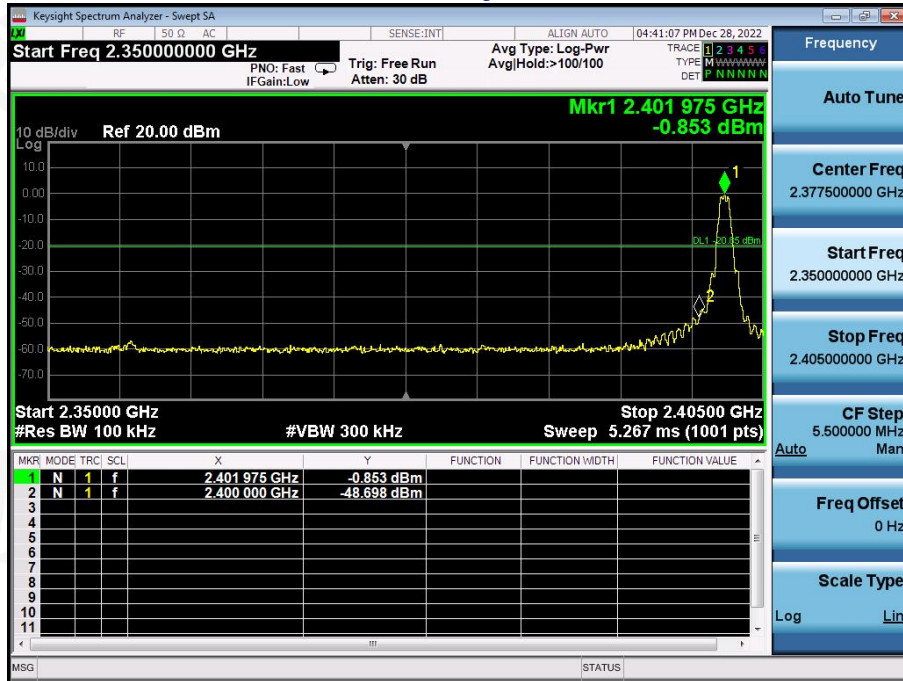 Keysight Spectrum Analyzer - Swept SA
LXI RF 50 Ω AC SENSE:INT ALIGN AUTO 04:41:07 PM Dec 28, 2022
Start Freq 2.350000000 GHz
PNO: Fast
IFGain:Low
Trig: Free Run
Atten: 30 dB
Avg Type: Log-Pwr
Avg|Hold:>100/100
TRACE 1 2 3 4 5 6
TYPE M WWWWW
DET P N N N N N
Mkr1 2.401 975 GHz
-0.853 dBm
10 dB/div Ref 20.00 dBm
Log
10.0
0.00
-10.0
-20.0
-30.0
-40.0
-50.0
-60.0
-70.0
1
DL1 -20.85 dBm
2
Start 2.35000 GHz Stop 2.40500 GHz
#Res BW 100 kHz #VBW 300 kHz Sweep 5.267 ms (1001 pts)
MKR MODE TRC SCL X Y FUNCTION FUNCTION WIDTH FUNCTION VALUE
1 N 1 f 2.401 975 GHz -0.853 dBm
2 N 1 f 2.400 000 GHz -48.698 dBm
3
4
5
6
7
8
9
10
11
MSG STATUS
Frequency
Auto Tune
Center Freq
2.377500000 GHz
Start Freq
2.350000000 GHz
Stop Freq
2.405000000 GHz
CF Step
5.500000 MHz
Auto Man
Freq Offset
0 Hz
Scale Type
Log Lin